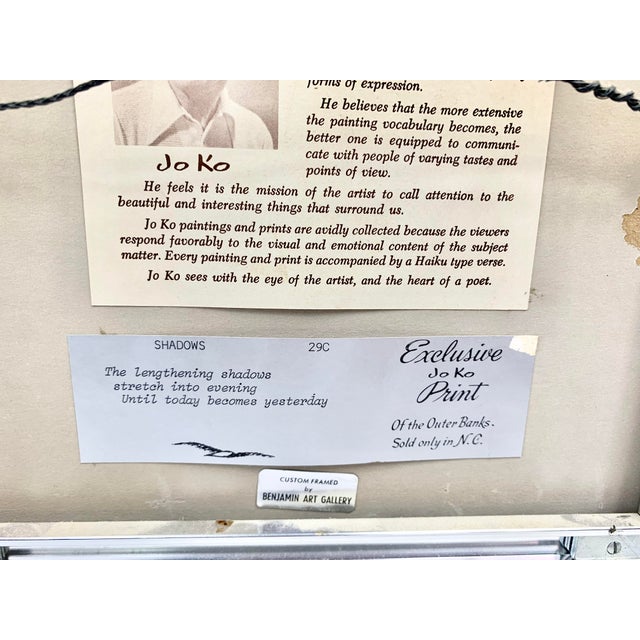 forms of expression.
He believes that the more extensive
the painting vocabulary becomes, the
better one is equipped to communi-
cate with people of varying tastes and
points of view.
Jo Ko
He feels it is the mission of the artist to call attention to the
beautiful and interesting things that surround us.
Jo Ko paintings and prints are avidly collected because the viewers
respond favorably to the visual and emotional content of the subject
matter. Every painting and print is accompanied by a Haiku type verse.
Jo Ko sees with the eye of the artist, and the heart of a poet.
SHADOWS 29C
The lengthening shadows
stretch into evening
Until today becomes yesterday
Exclusive
Jo Ko
Print
Of the Outer Banks.
Sold only in N.C.
CUSTOM FRAMED
by
BENJAMIN ART GALLERY